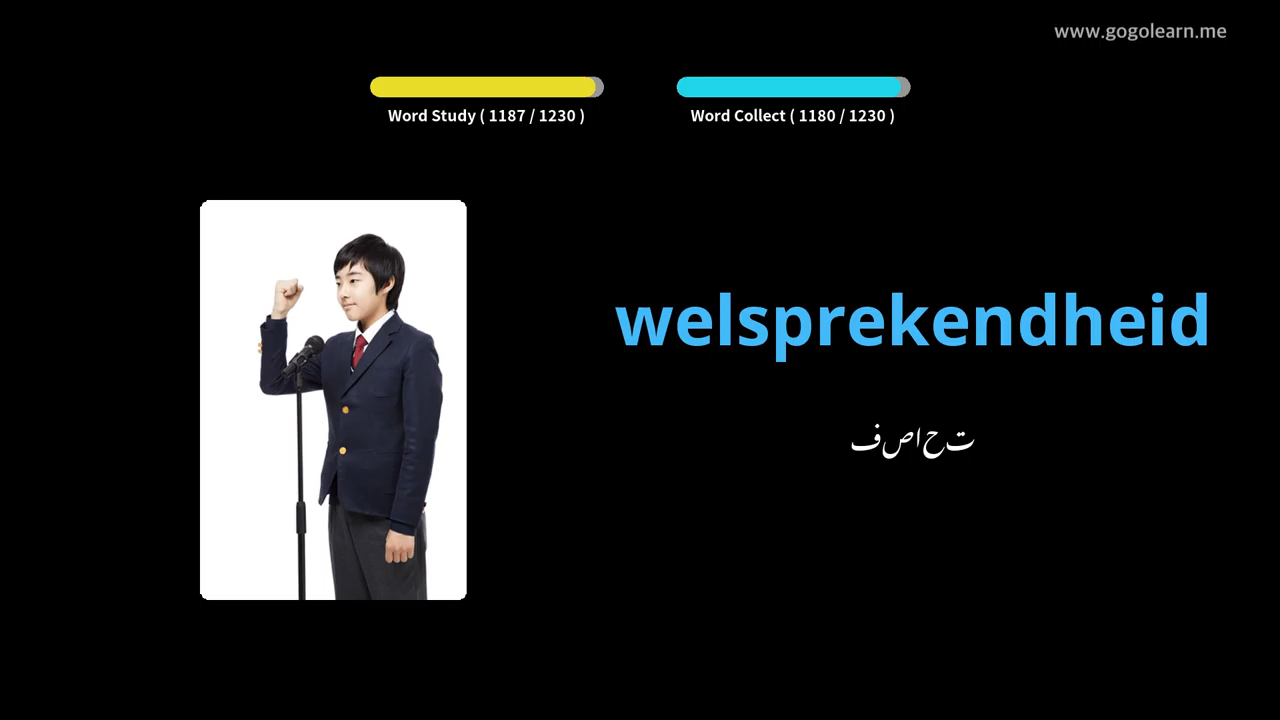 www.gogolearn.me
Word Study ( 1187 / 1230 )
Word Collect ( 1180 / 1230 )
welsprekendheid
فصاحت